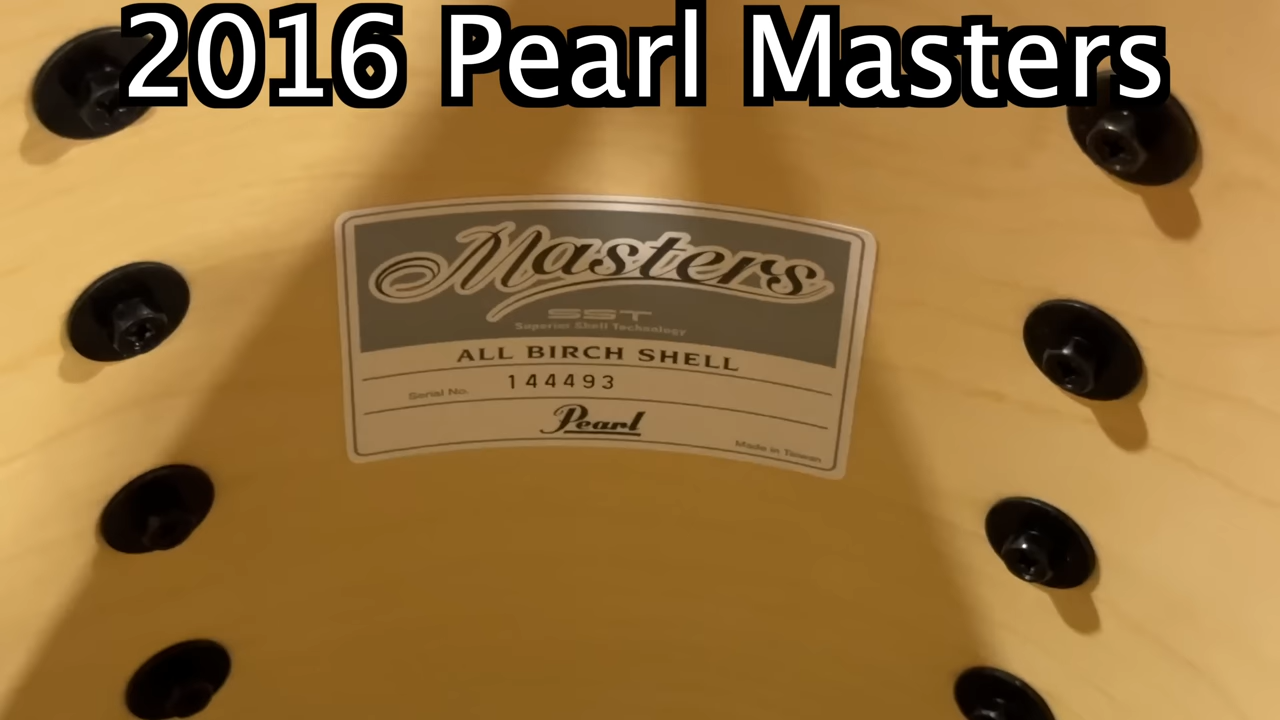 2016 Pearl Masters
Masters
SST
Superior Shell Technology
ALL BIRCH SHELL
Serial No. 144493
Pearl
Made in Taiwan